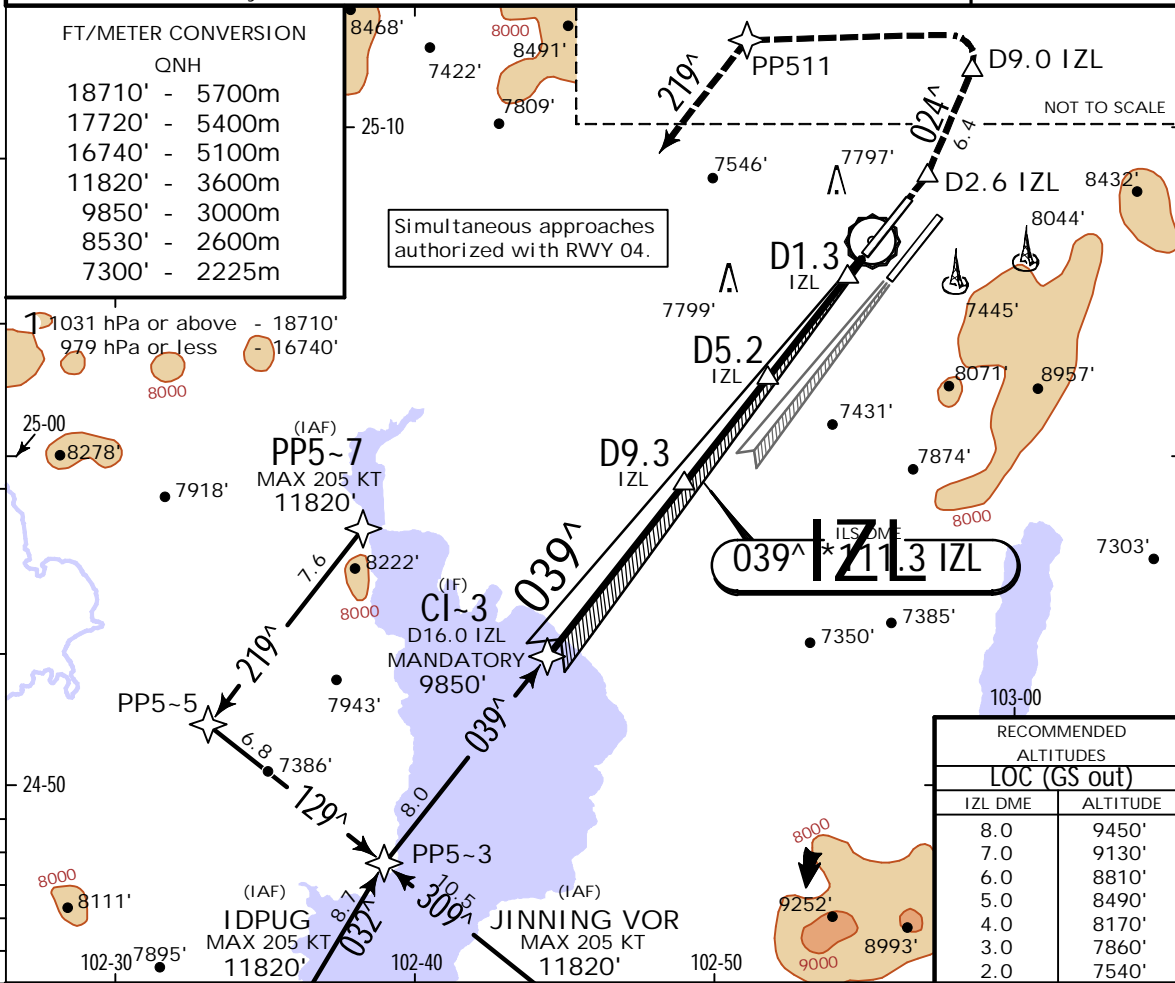 FT/METER CONVERSION
QNH
18710' - 5700m
17720' - 5400m
16740' - 5100m
11820' - 3600m
9850' - 3000m
8530' - 2600m
7300' - 2225m
1 1031 hPa or above - 18710'
979 hPa or less - 16740'
8468'
7422'
8000
8491'
7809'
25-10
219^
PP511
D9.0 IZL
NOT TO SCALE
024^
6.4
7546'
7797'
D2.6 IZL
8432'
8044'
Simultaneous approaches
authorized with RWY 04.
D1.3
IZL
7799'
7445'
D5.2
IZL
8000
8071'
8957'
25-00
8278'
(IAF)
PP5~7
MAX 205 KT
11820'
7431'
D9.3
IZL
7874'
7918'
8000
ILS DME
039^ *111.3 IZL
IZL
7303'
7.6
8222'
8000
039^
(IF)
CI~3
D16.0 IZL
MANDATORY
9850'
7385'
7350'
219^
7943'
PP5~5
039^
103-00
6.8
7386'
24-50
129^
8.0
RECOMMENDED
ALTITUDES
LOC (GS out)
IZL DME ALTITUDE
8.0 9450'
7.0 9130'
6.0 8810'
5.0 8490'
4.0 8170'
3.0 7860'
2.0 7540'
PP5~3
8000
8000
8111'
(IAF)
IDPUG
MAX 205 KT
11820'
8.7
032^
10.5
309^
(IAF)
JINNING VOR
MAX 205 KT
11820'
9252'
8993'
9000
7895'
102-30
102-40
102-50